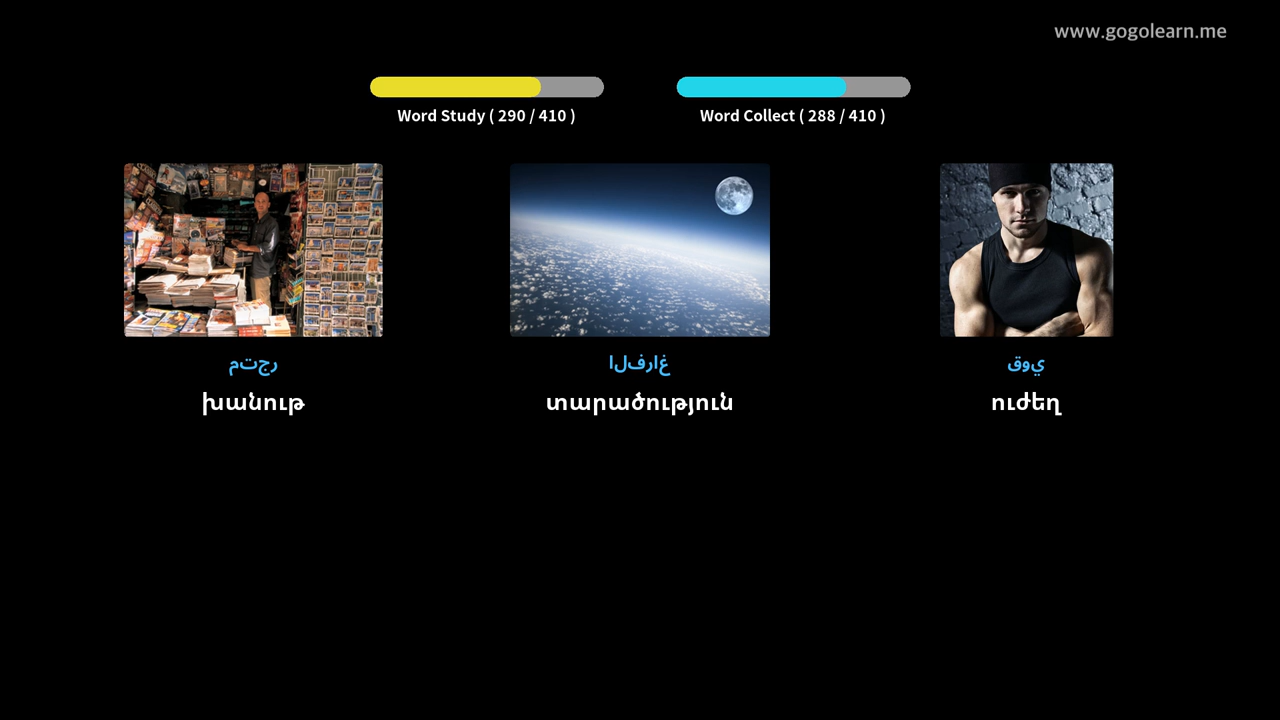 www.gogolearn.me
Word Study ( 290 / 410 )
Word Collect ( 288 / 410 )
متجر
الفراغ
قوي
խանութ
տարածություն
ուժեղ